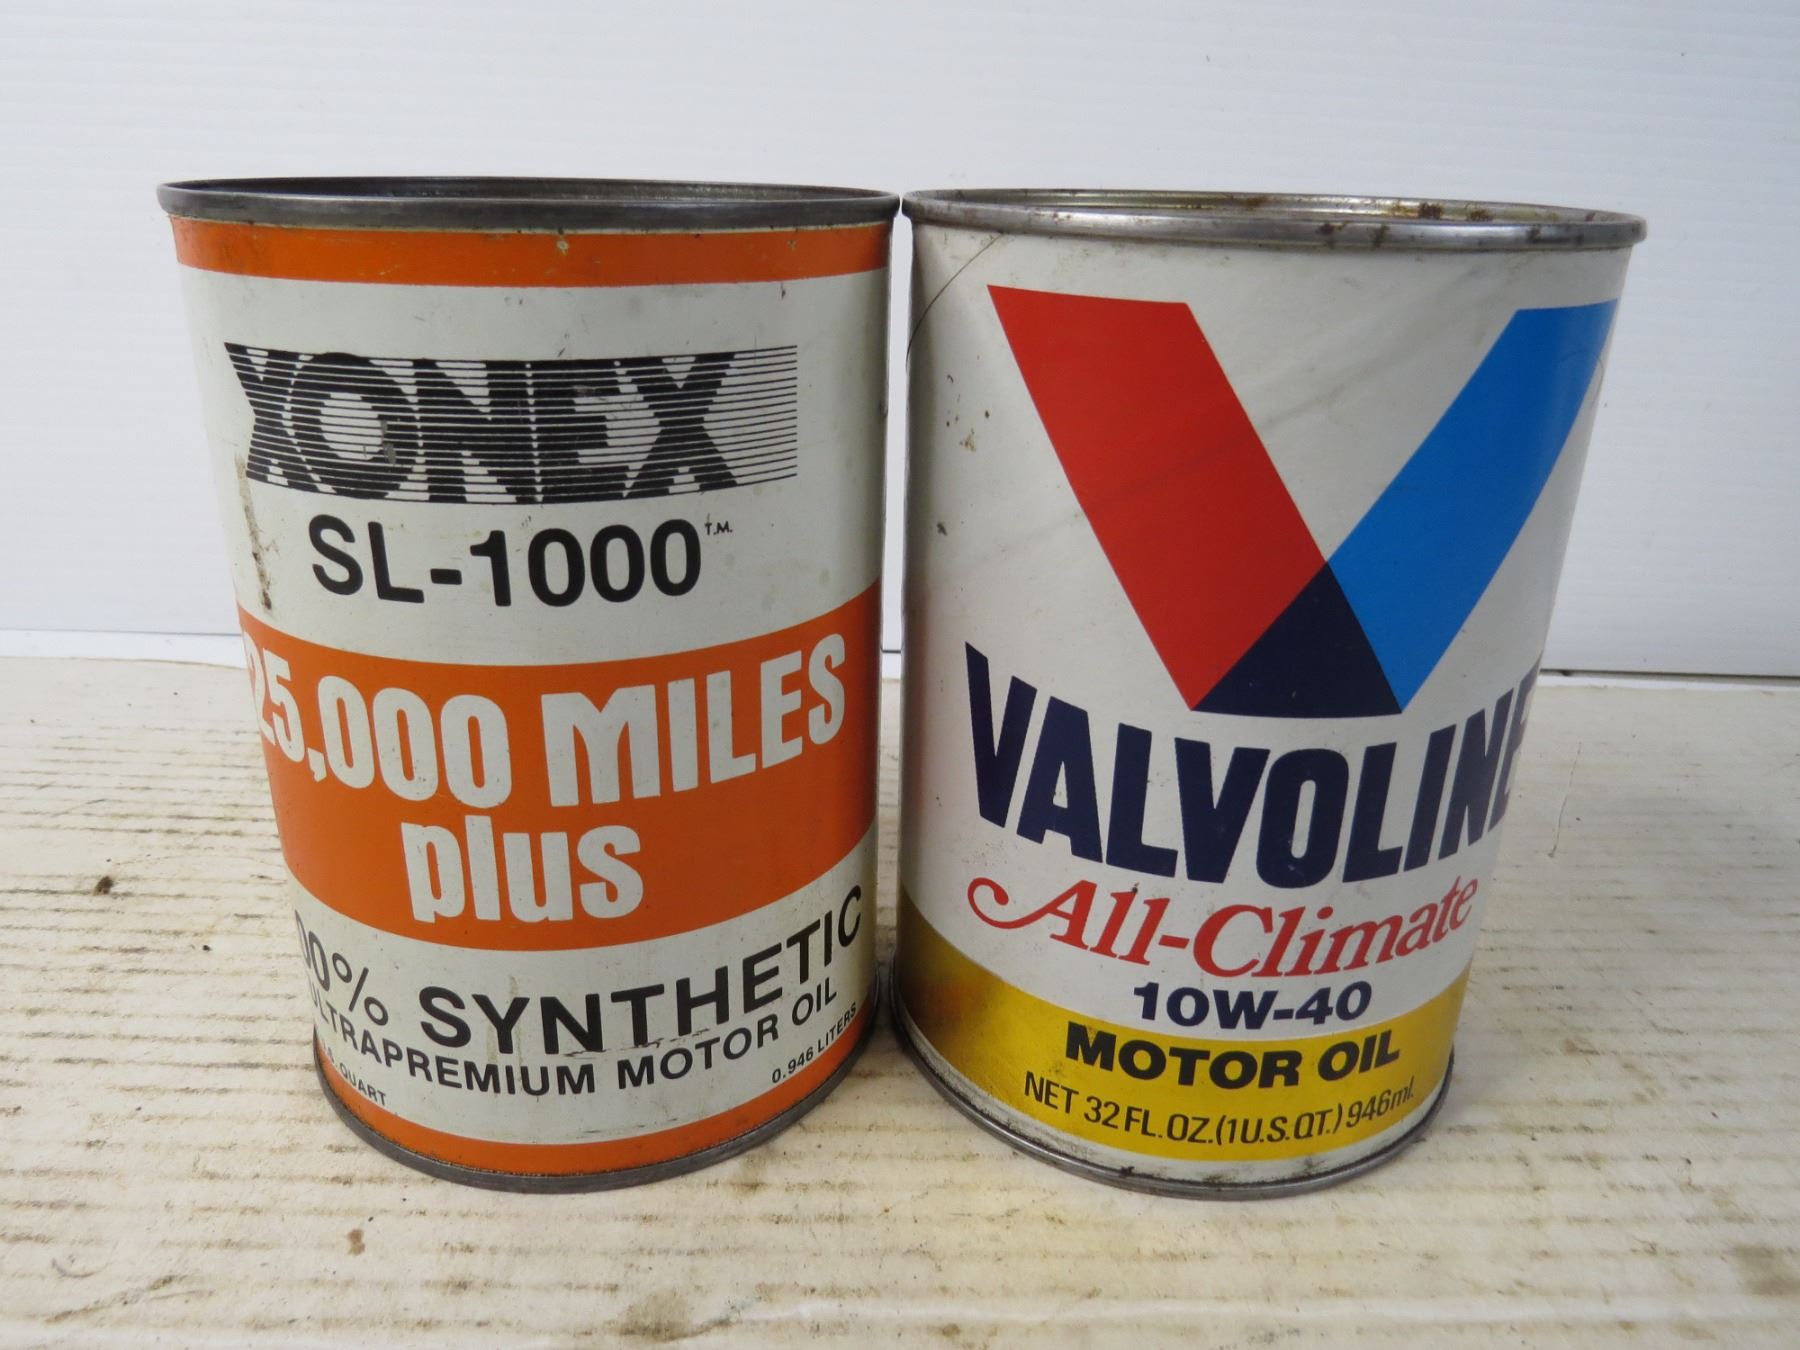 XONEX
SL-1000 T.M.
25,000 MILES
plus
00% SYNTHETIC
ULTRAPREMIUM MOTOR OIL
U.S. QUART
0.946 LITERS
VALVOLINE
All-Climate
10W-40
MOTOR OIL
NET 32 FL. OZ. (1 U.S. QT.) 946ml.